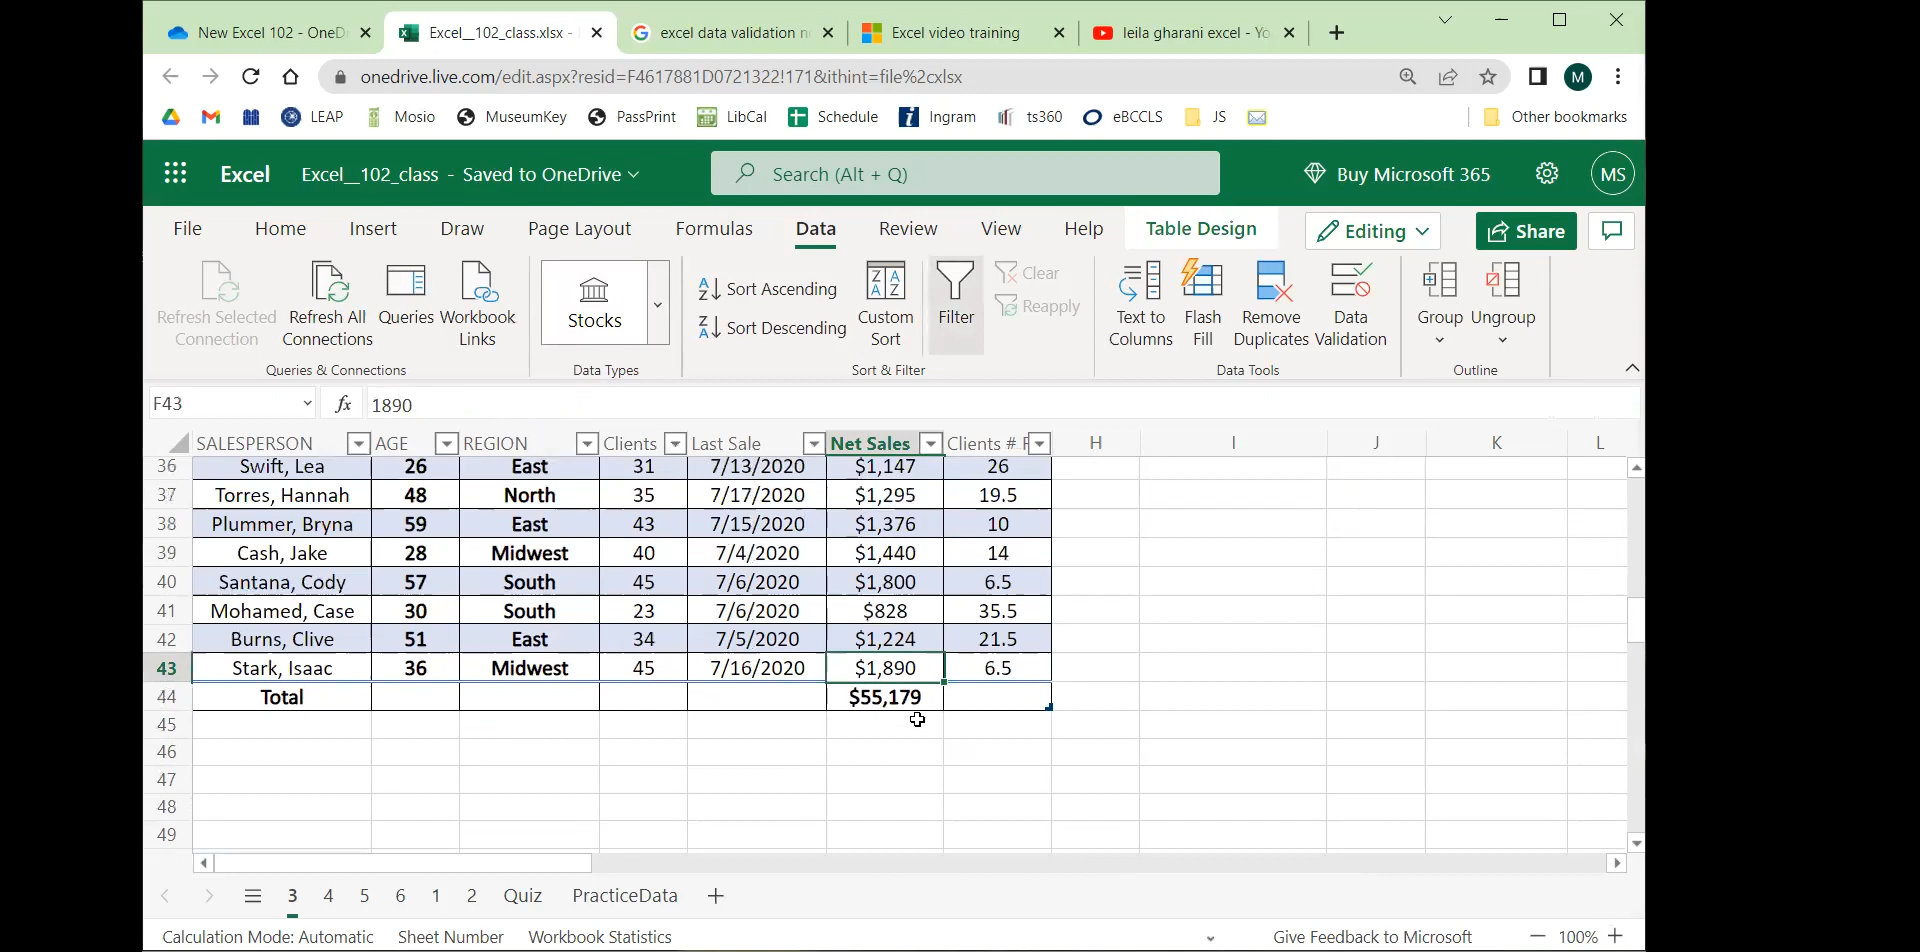 New Excel 102 - OneD
Excel__102_class.xlsx -
excel data validation n
Excel video training
leila gharani excel - Yo
onedrive.live.com/edit.aspx?resid=F4617881D0721322!171&ithint=file%2cxlsx
M
LEAP
Mosio
MuseumKey
PassPrint
LibCal
Schedule
Ingram
ts360
eBCCLS
JS
Other bookmarks
Excel
Excel__102_class - Saved to OneDrive
Search (Alt + Q)
Buy Microsoft 365
MS
File Home Insert Draw Page Layout Formulas Data Review View Help Table Design
Editing
Share
Refresh Selected Connection
Refresh All Connections
Queries
Workbook Links
Queries & Connections
Stocks
Data Types
Sort Ascending
Sort Descending
Custom Sort
Filter
Clear
Reapply
Sort & Filter
Text to Columns
Flash Fill
Remove Duplicates
Data Validation
Data Tools
Group
Ungroup
Outline
F43
fx
1890
SALESPERSON AGE REGION Clients Last Sale Net Sales Clients # H I J K L
36 Swift, Lea 26 East 31 7/13/2020 $1,147 26
37 Torres, Hannah 48 North 35 7/17/2020 $1,295 19.5
38 Plummer, Bryna 59 East 43 7/15/2020 $1,376 10
39 Cash, Jake 28 Midwest 40 7/4/2020 $1,440 14
40 Santana, Cody 57 South 45 7/6/2020 $1,800 6.5
41 Mohamed, Case 30 South 23 7/6/2020 $828 35.5
42 Burns, Clive 51 East 34 7/5/2020 $1,224 21.5
43 Stark, Isaac 36 Midwest 45 7/16/2020 $1,890 6.5
44 Total $55,179
45
46
47
48
49
3 4 5 6 1 2 Quiz PracticeData
Calculation Mode: Automatic Sheet Number Workbook Statistics Give Feedback to Microsoft 100%